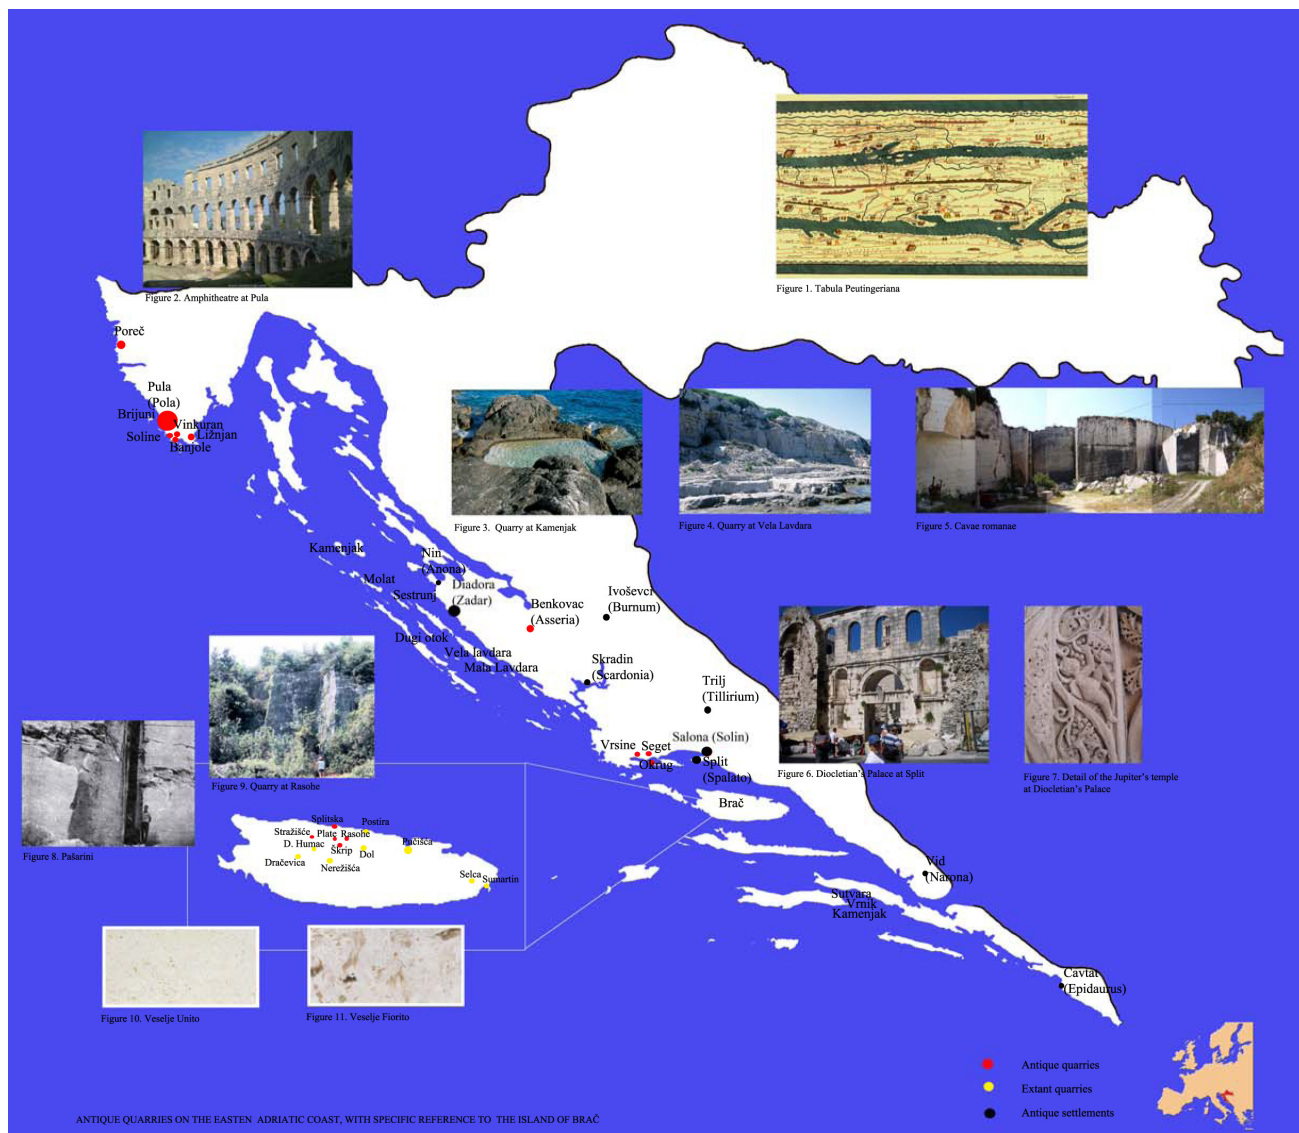 Figure 1. Tabula Peutingeriana
Figure 2. Amphitheatre at Pula
Poreč
Pula
(Pola)
Brijuni
Vinkuran
Soline
Ližnjan
Banjole
Figure 3. Quarry at Kamenjak
Figure 4. Quarry at Vela Lavdara
Figure 5. Cavae romanae
Kamenjak
Nin
(Anona)
Molat
Sestrunj
Diadora
(Zadar)
Benkovac
(Asseria)
Ivoševci
(Burnum)
Dugi otok
Vela lavdara
Mala Lavdara
Skradin
(Scardonia)
Trilj
(Tillirium)
Salona (Solin)
Vrsine
Seget
Okrug
Split
(Spalato)
Figure 6. Diocletian's Palace at Split
Figure 7. Detail of the Jupiter's temple
at Diocletian's Palace
Figure 9. Quarry at Rasohe
Brač
Figure 8. Pašarini
Splitska
Postira
Stražišće
Plate
Rasohe
D. Humac
Škrip
Dol
Pučišća
Dračevica
Nerežišća
Selca
Sumartin
Vid
(Narona)
Sutvara
Vrnik
Kamenjak
Cavtat
(Epidaurus)
Figure 10. Veselje Unito
Figure 11. Veselje Fiorito
Antique quarries
Extant quarries
Antique settlements
ANTIQUE QUARRIES ON THE EASTEN ADRIATIC COAST, WITH SPECIFIC REFERENCE TO THE ISLAND OF BRAČ